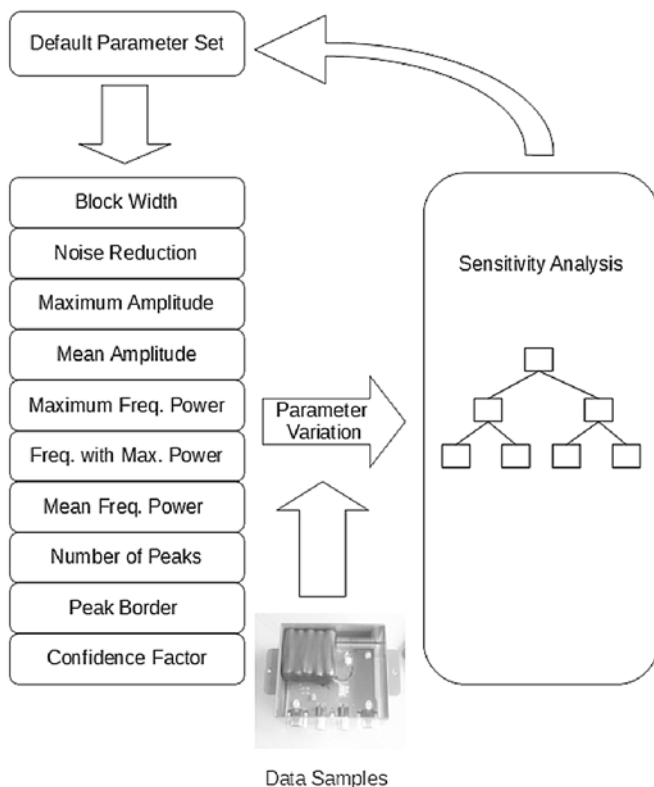 Default Parameter Set
Block Width
Noise Reduction
Maximum Amplitude
Mean Amplitude
Maximum Freq. Power
Freq. with Max. Power
Mean Freq. Power
Number of Peaks
Peak Border
Confidence Factor
Parameter
Variation
Data Samples
Sensitivity Analysis